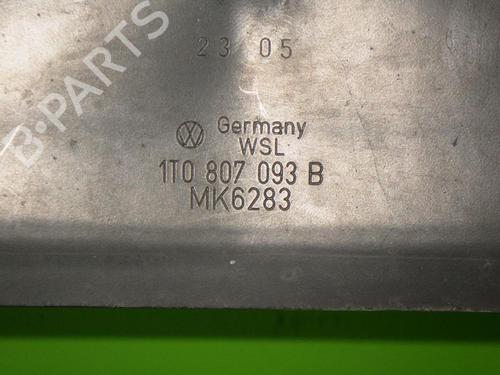 B-PARTS
23 05
Germany
WSL
1T0 807 093 B
MK6283